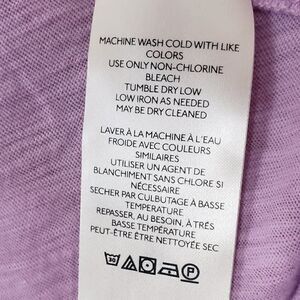 MACHINE WASH COLD WITH LIKE
COLORS
USE ONLY NON-CHLORINE
BLEACH
TUMBLE DRY LOW
LOW IRON AS NEEDED
MAY BE DRY CLEANED
LAVER À LA MACHINE À L'EAU
FROIDE AVEC COULEURS
SIMILAIRES
UTILISER UN AGENT DE
BLANCHIMENT SANS CHLORE SI
NÉCESSAIRE
SECHER PAR CULBUTAGE À BASSE
TEMPERATURE
REPASSER, AU BESOIN, À TRÈS
BASSE TEMPÉRATURE
PEUT-ÊTRE ÊTRE NETTOYÉE SEC
P